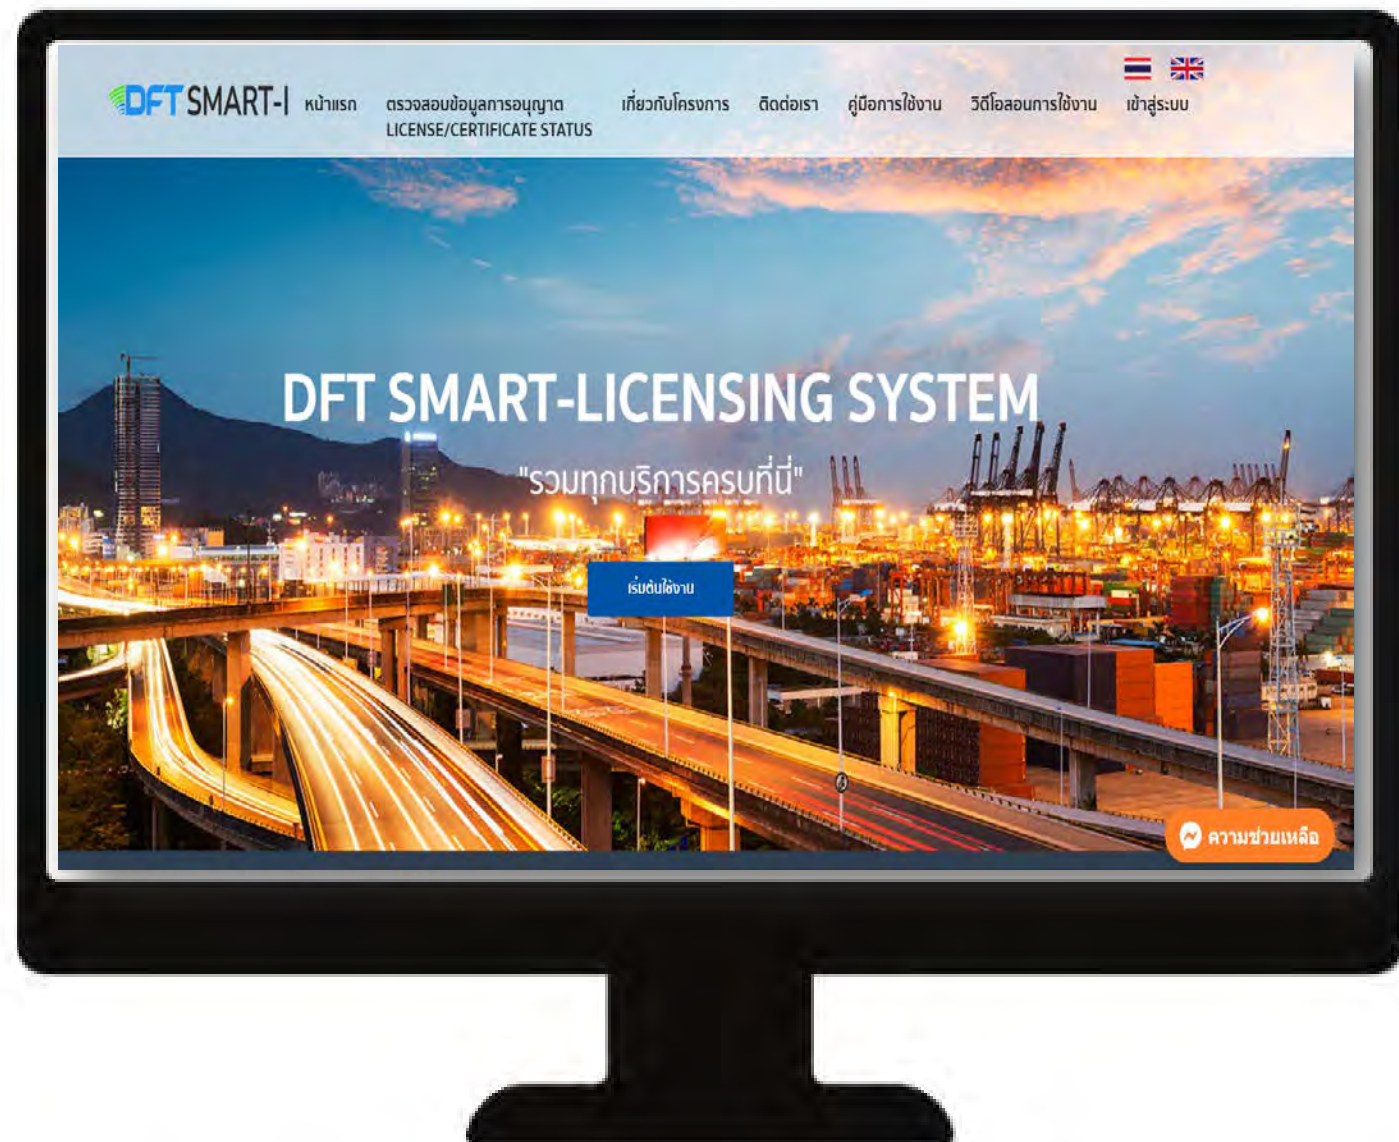 DFT SMART-I
หน้าแรก
ตรวจสอบข้อมูลการอนุญาต
LICENSE/CERTIFICATE STATUS
เกี่ยวกับโครงการ
ติดต่อเรา
คู่มือการใช้งาน
วิดีโอสอนการใช้งาน
เข้าสู่ระบบ
DFT SMART-LICENSING SYSTEM
"รวมทุกบริการครบที่นี่"
เริ่มต้นใช้งาน
ความช่วยเหลือ